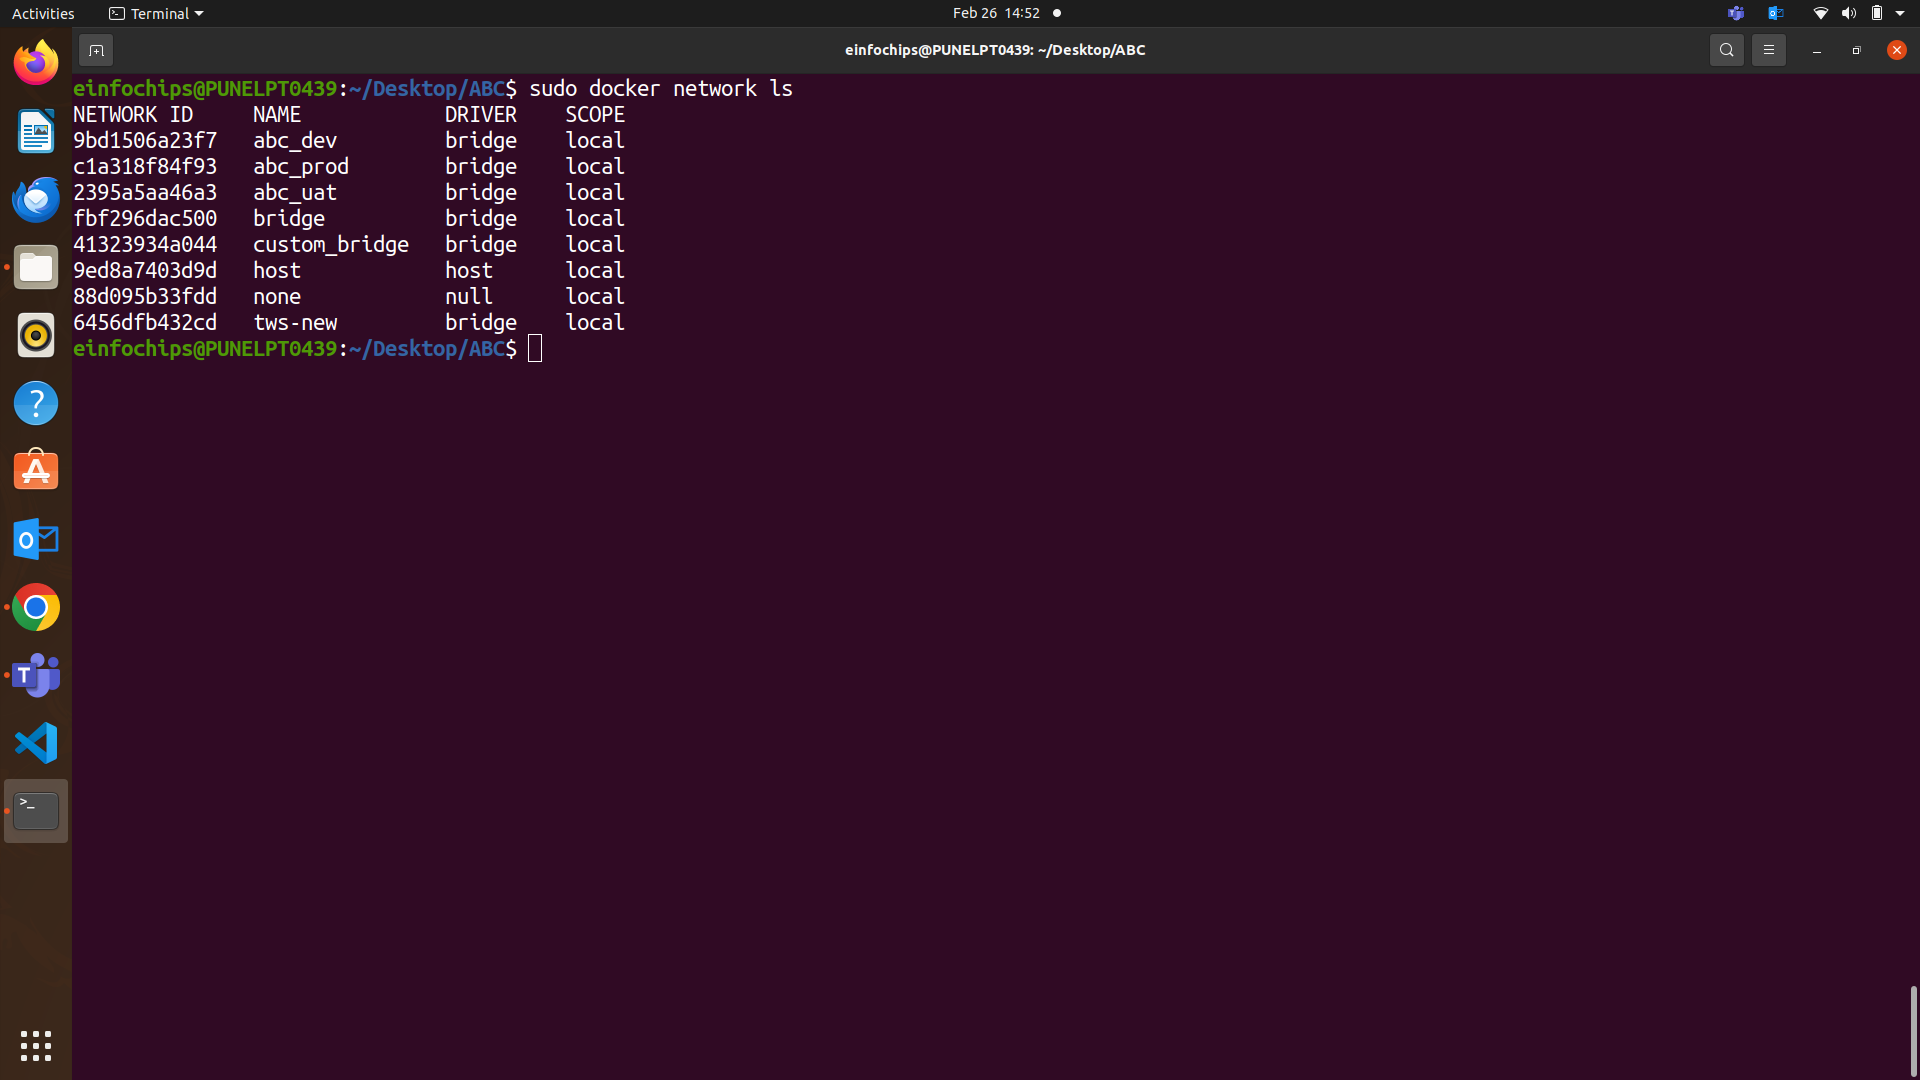 Activities Terminal Feb 26 14:52
einfochips@PUNELPT0439: ~/Desktop/ABC
einfochips@PUNELPT0439:~/Desktop/ABC$ sudo docker network ls
NETWORK ID NAME DRIVER SCOPE
9bd1506a23f7 abc_dev bridge local
c1a318f84f93 abc_prod bridge local
2395a5aa46a3 abc_uat bridge local
fbf296dac500 bridge bridge local
41323934a044 custom_bridge bridge local
9ed8a7403d9d host host local
88d095b33fdd none null local
6456dfb432cd tws-new bridge local
einfochips@PUNELPT0439:~/Desktop/ABC$